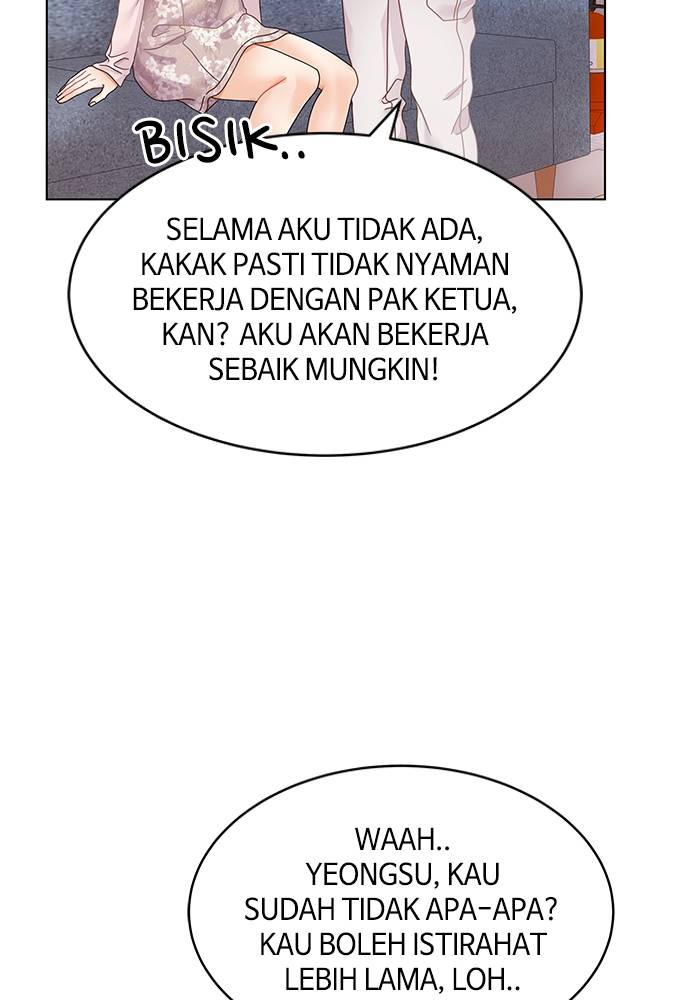 BISIK..
SELAMA AKU TIDAK ADA,
KAKAK PASTI TIDAK NYAMAN
BEKERJA DENGAN PAK KETUA,
KAN? AKU AKAN BEKERJA
SEBAIK MUNGKIN!
WAAH..
YEONGSU, KAU
SUDAH TIDAK APA-APA?
KAU BOLEH ISTIRAHAT
LEBIH LAMA, LOH..